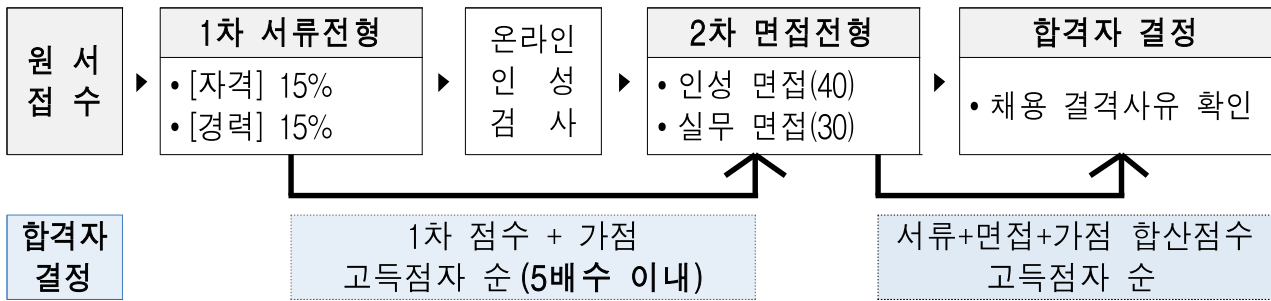 원 서
접 수
1차 서류전형
• [자격] 15%
• [경력] 15%
온라인
인 성
검 사
2차 면접전형
• 인성 면접(40)
• 실무 면접(30)
합격자 결정
• 채용 결격사유 확인
합격자
결정
1차 점수 + 가점
고득점자 순 (5배수 이내)
서류+면접+가점 합산점수
고득점자 순